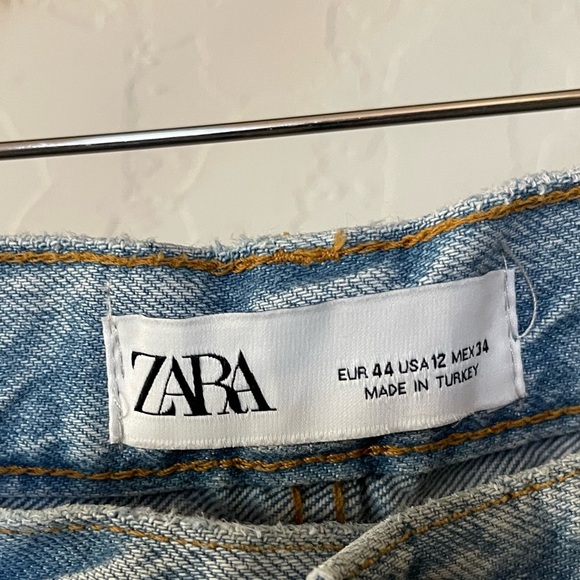 ZARA
EUR 44 USA 12 MEX 34
MADE IN TURKEY